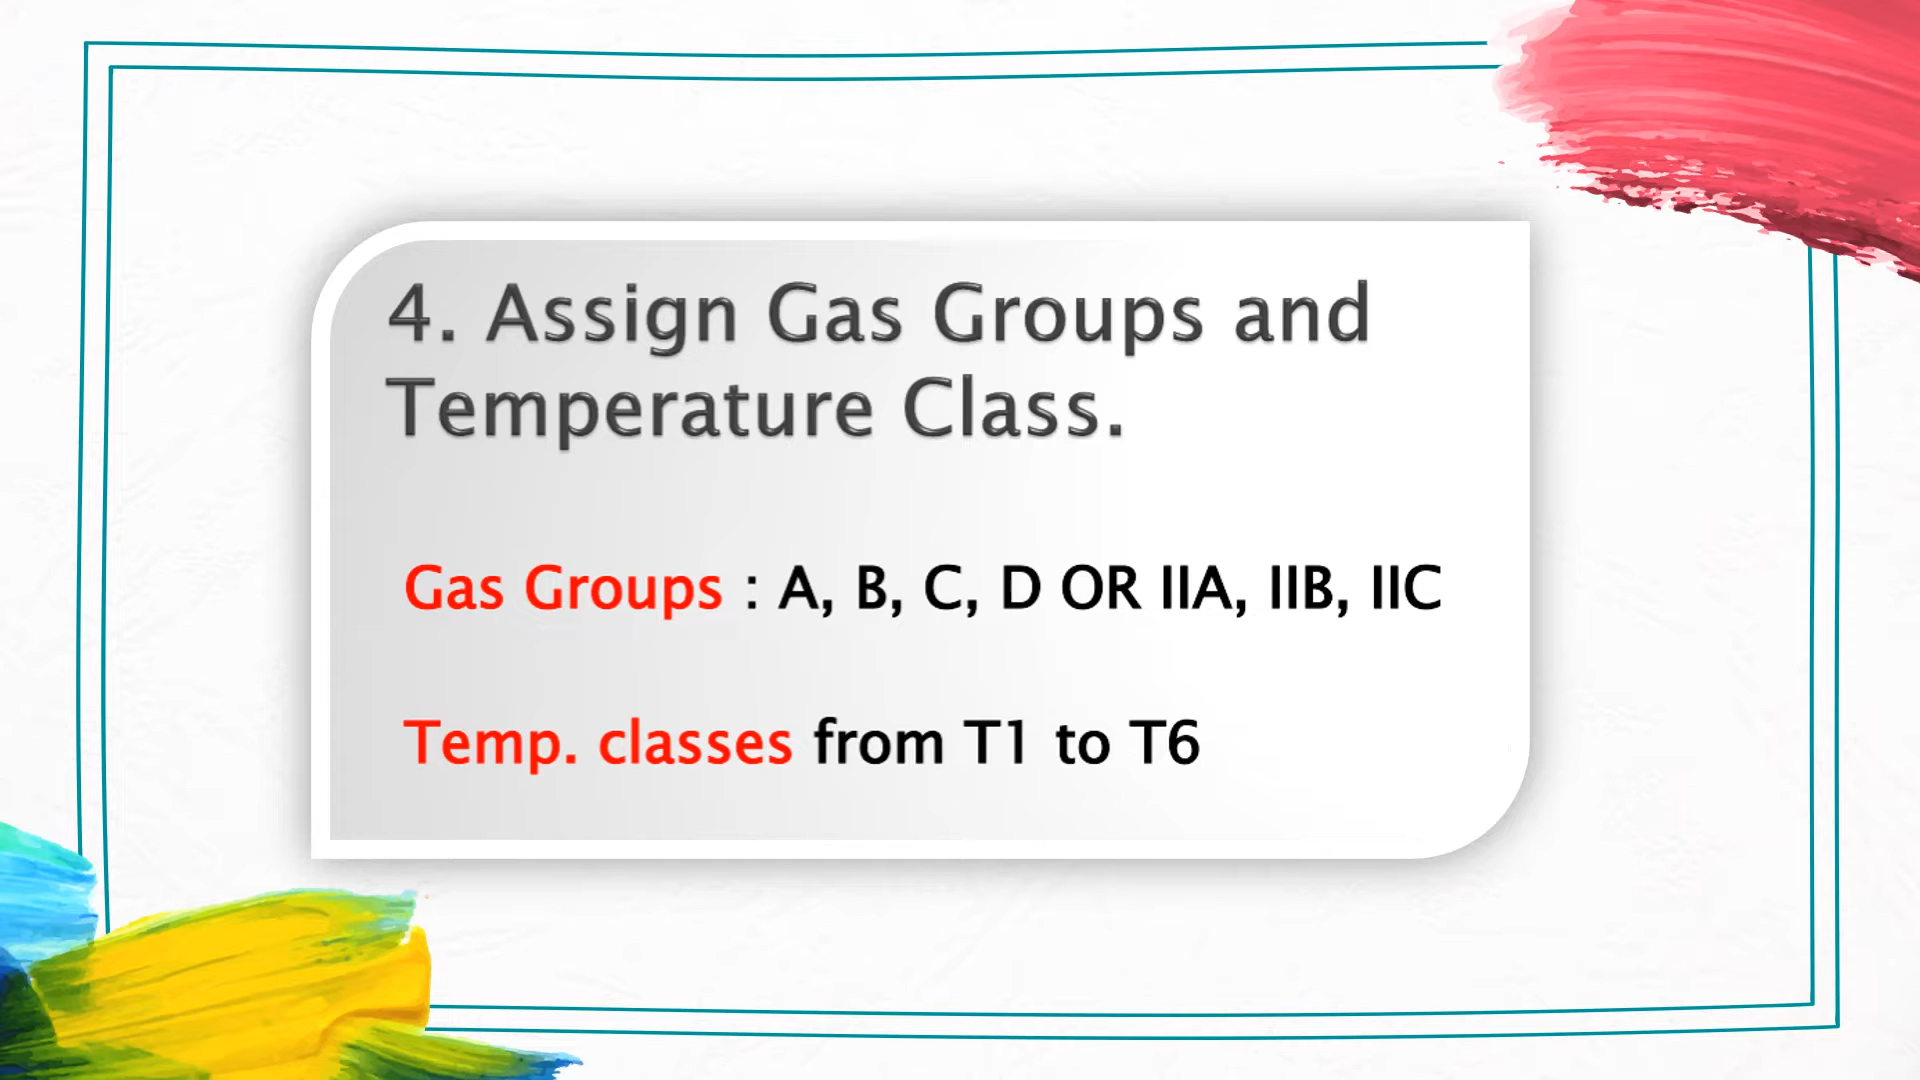 4. Assign Gas Groups and
Temperature Class.
Gas Groups : A, B, C, D OR IIA, IIB, IIC
Temp. classes from T1 to T6